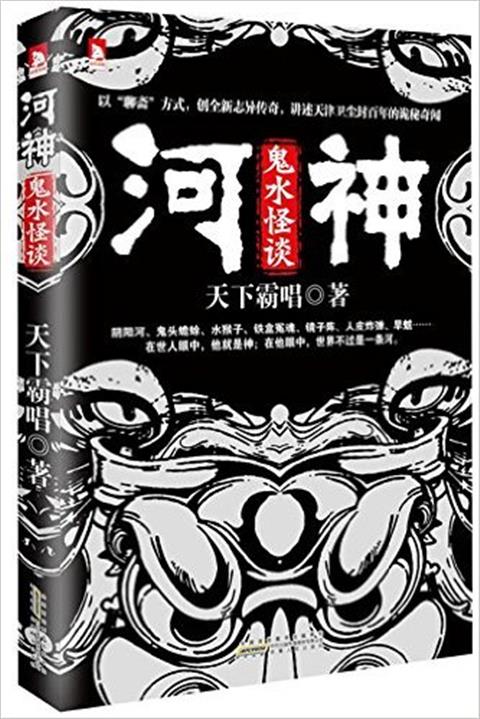 以“聊斋”方式，创全新志异传奇，讲述天津卫尘封百年的诡秘奇闻
河神
鬼水怪谈
天下霸唱◎著
阴阳河、鬼头蟾蜍、水猴子、铁盒冤魂、镜子阵、人皮炸弹、旱魃……
在世人眼中，他就是神；在他眼中，世界不过是一条河。
河神
鬼水怪谈
天下霸唱◎著